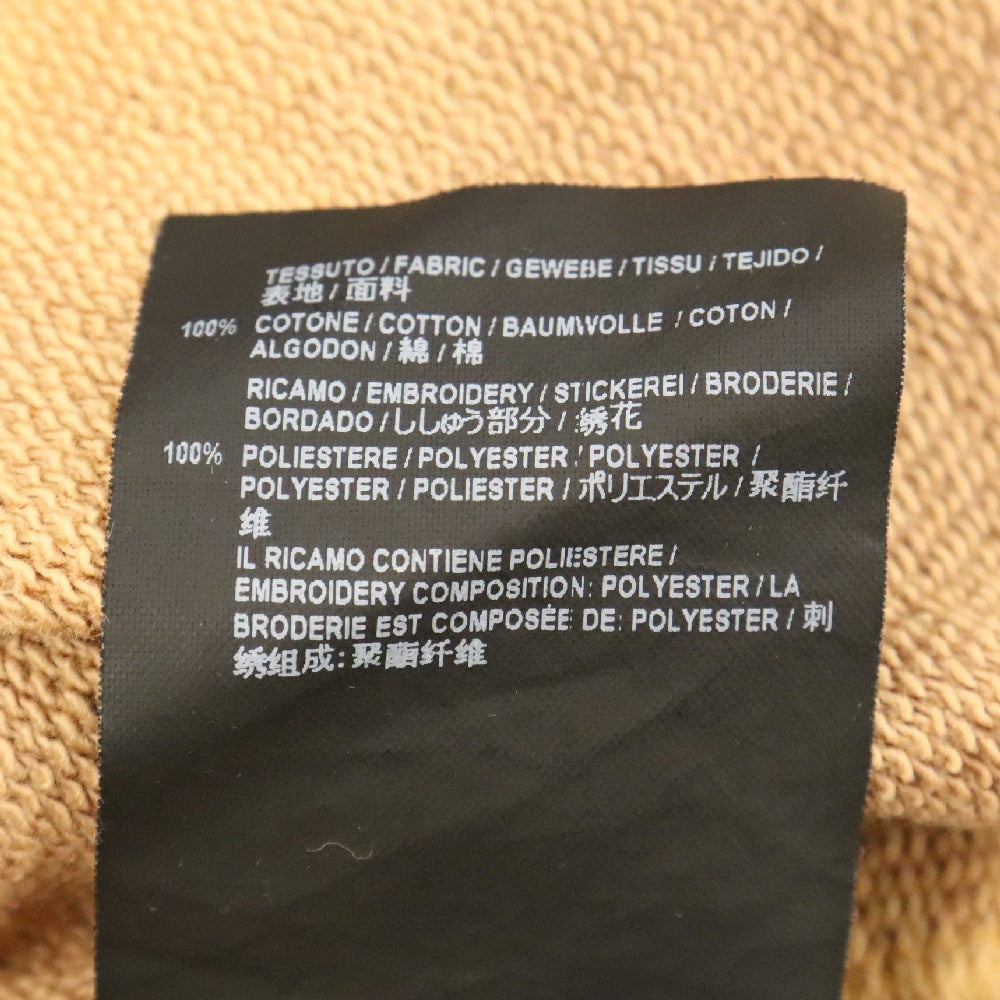 TESSUTO / FABRIC / GEWEBE / TISSU / TEJIDO /
表地 / 面料
100% COTONE / COTTON / BAUMWOLLE / COTON /
ALGODON / 綿 / 棉
RICAMO / EMBROIDERY / STICKEREI / BRODERIE /
BORDADO / ししゅう部分 / 绣花
100% POLIESTERE / POLYESTER / POLYESTER /
POLYESTER / POLIESTER / ポリエステル / 聚酯纤
维
IL RICAMO CONTIENE POLIESTERE /
EMBROIDERY COMPOSITION: POLYESTER / LA
BRODERIE EST COMPOSÉE DE: POLYESTER / 刺
绣组成: 聚酯纤维